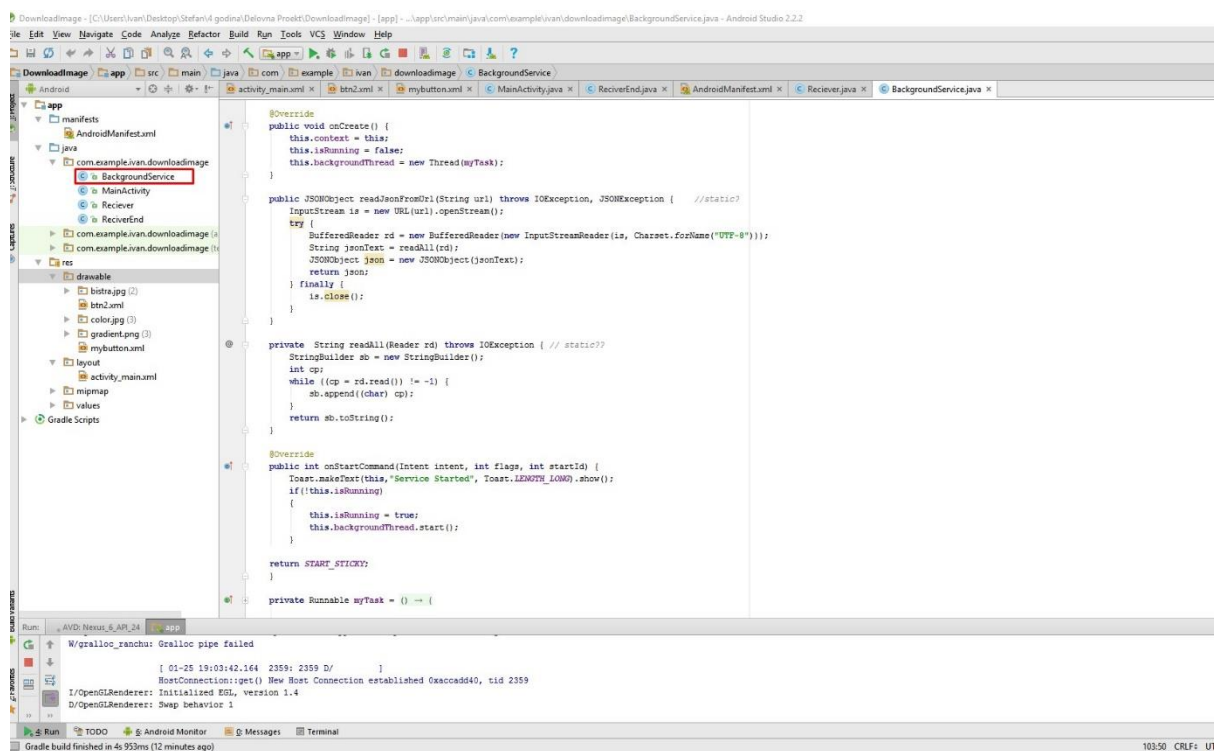 DownloadImage - [C:\Users\Ivan\Desktop\Stefan\4 godina\Delovna Proekt\DownloadImage] - [app] - ...\app\src\main\java\com\example\ivan\downloadimage\BackgroundService.java - Android Studio 2.2.2
File Edit View Navigate Code Analyze Refactor Build Run Tools VCS Window Help
app
DownloadImage app src main java com example ivan downloadimage BackgroundService
Android
activity_main.xml × btn2.xml × mybutton.xml × MainActivity.java × ReciverEnd.java × AndroidManifest.xml × Reciever.java × BackgroundService.java ×
app
manifests
AndroidManifest.xml
java
com.example.ivan.downloadimage
BackgroundService
MainActivity
Reciever
ReciverEnd
com.example.ivan.downloadimage (a
com.example.ivan.downloadimage (te
res
drawable
bistra.jpg (2)
btn2.xml
color.jpg (3)
gradient.png (3)
mybutton.xml
layout
activity_main.xml
mipmap
values
Gradle Scripts
Captures
Build Variants
Favorites
@Override
public void onCreate() {
this.context = this;
this.isRunning = false;
this.backgroundThread = new Thread(myTask);
}
public JSONObject readJsonFromUrl(String url) throws IOException, JSONException { //static?
InputStream is = new URL(url).openStream();
try {
BufferedReader rd = new BufferedReader(new InputStreamReader(is, Charset.forName("UTF-8")));
String jsonText = readAll(rd);
JSONObject json = new JSONObject(jsonText);
return json;
} finally {
is.close();
}
}
@ private String readAll(Reader rd) throws IOException { // static??
StringBuilder sb = new StringBuilder();
int cp;
while ((cp = rd.read()) != -1) {
sb.append((char) cp);
}
return sb.toString();
}
@Override
public int onStartCommand(Intent intent, int flags, int startId) {
Toast.makeText(this,"Service Started", Toast.LENGTH_LONG).show();
if(!this.isRunning)
{
this.isRunning = true;
this.backgroundThread.start();
}
return START_STICKY;
}
private Runnable myTask = () → {
Run: AVD: Nexus_6_API_24 app
W/gralloc_ranchu: Gralloc pipe failed
[ 01-25 19:03:42.164 2359: 2359 D/ ]
HostConnection::get() New Host Connection established 0xaccadd40, tid 2359
I/OpenGLRenderer: Initialized EGL, version 1.4
D/OpenGLRenderer: Swap behavior 1
4: Run TODO 6: Android Monitor 0: Messages Terminal
Gradle build finished in 4s 953ms (12 minutes ago) 103:50 CRLF÷ UT